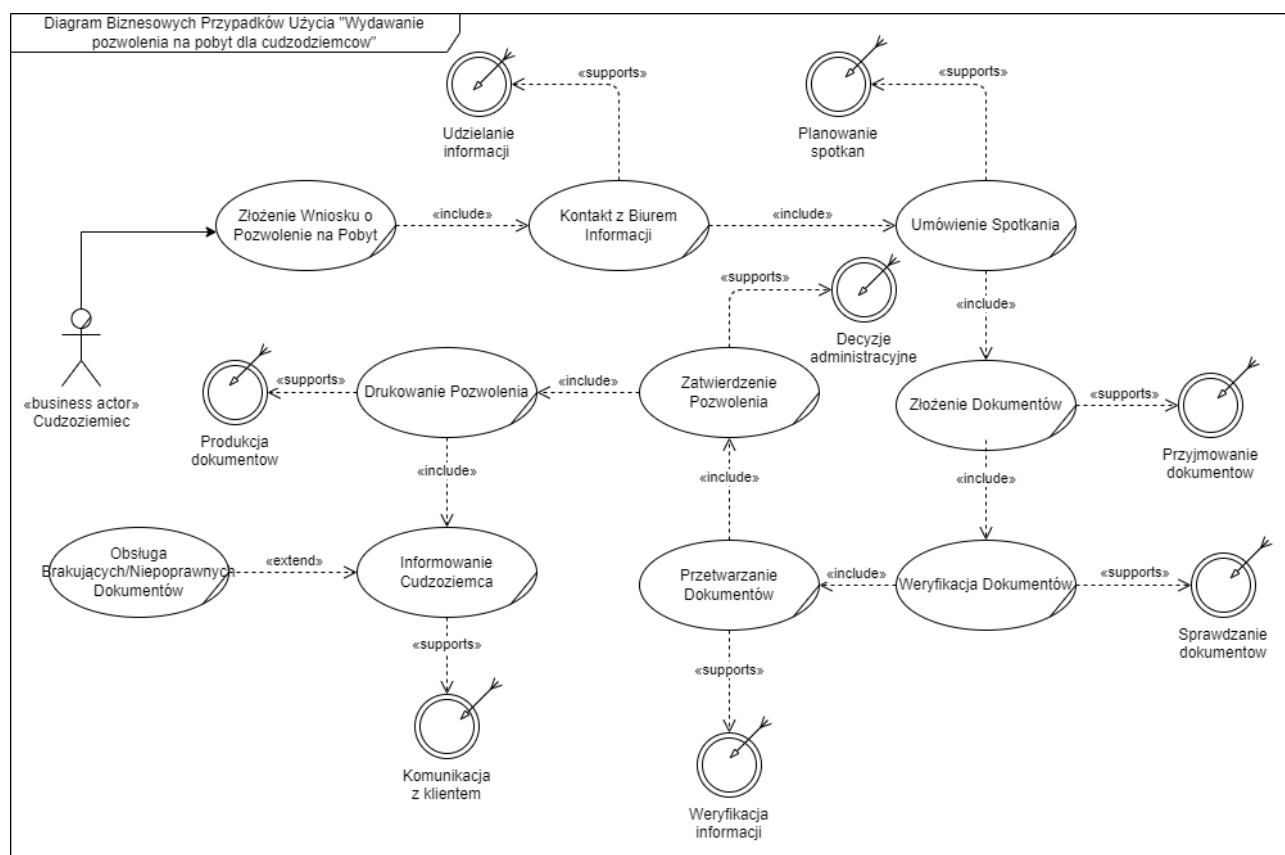 Diagram Biznesowych Przypadków Użycia "Wydawanie
pozwolenia na pobyt dla cudzodziemcow"
«supports»
Udzielanie
informacji
«supports»
Planowanie
spotkan
Złożenie Wniosku o
Pozwolenie na Pobyt
«include»
Kontakt z Biurem
Informacji
«include»
Umówienie Spotkania
«supports»
Decyzje
administracyjne
«include»
«business actor»
Cudzoziemiec
Produkcja
dokumentow
«supports»
Drukowanie Pozwolenia
«include»
Zatwierdzenie
Pozwolenia
Złożenie Dokumentów
«supports»
Przyjmowanie
dokumentow
«include»
«include»
«include»
Obsługa
Brakujących/Niepoprawnych
Dokumentów
«extend»
Informowanie
Cudzoziemca
Przetwarzanie
Dokumentów
«include»
Weryfikacja Dokumentów
«supports»
Sprawdzanie
dokumentow
«supports»
Komunikacja
z klientem
«supports»
Weryfikacja
informacji